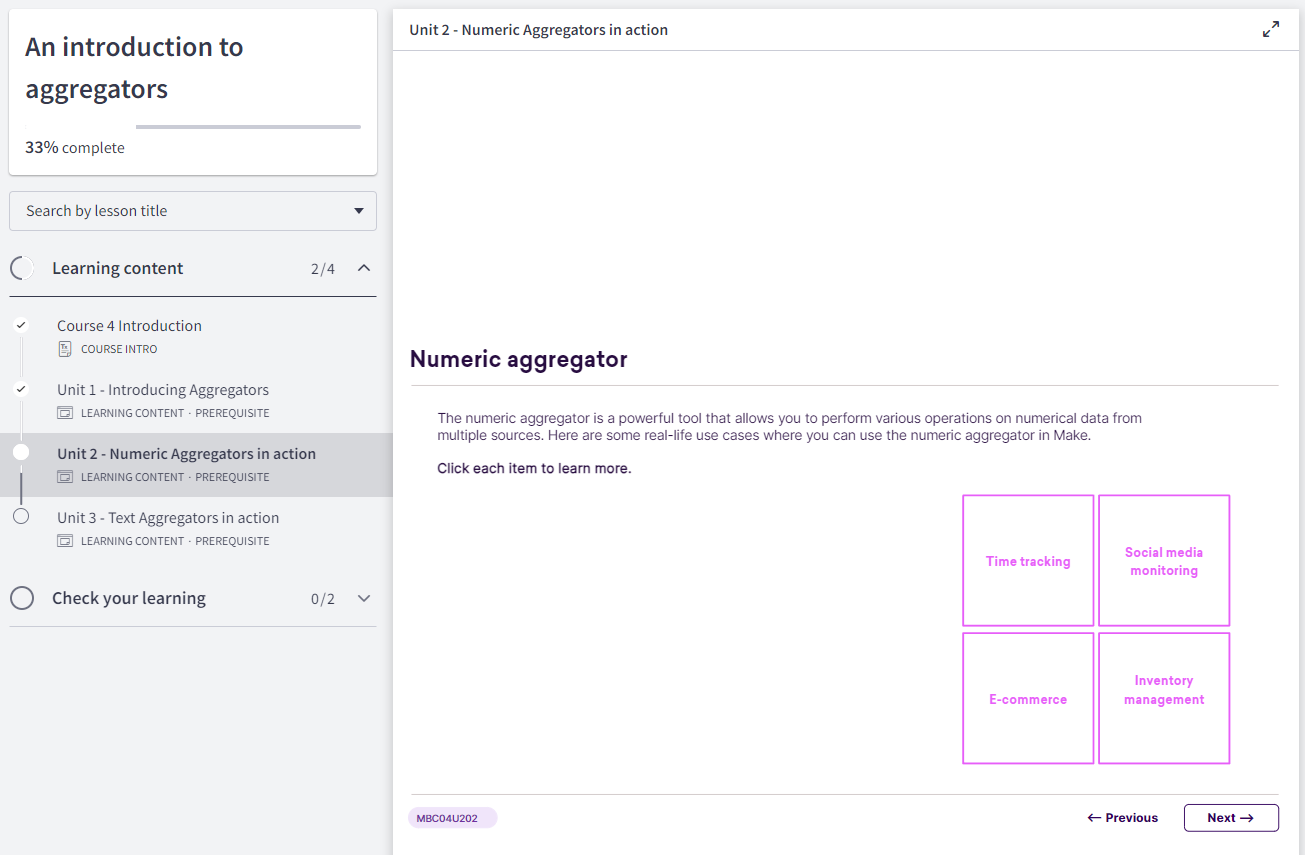 An introduction to
aggregators
33% complete
Search by lesson title
Learning content 2/4
Course 4 Introduction
COURSE INTRO
Unit 1 - Introducing Aggregators
LEARNING CONTENT · PREREQUISITE
Unit 2 - Numeric Aggregators in action
LEARNING CONTENT · PREREQUISITE
Unit 3 - Text Aggregators in action
LEARNING CONTENT · PREREQUISITE
Check your learning 0/2
Unit 2 - Numeric Aggregators in action
Numeric aggregator
The numeric aggregator is a powerful tool that allows you to perform various operations on numerical data from
multiple sources. Here are some real-life use cases where you can use the numeric aggregator in Make.
Click each item to learn more.
Time tracking
Social media
monitoring
E-commerce
Inventory
management
MBC04U202
← Previous
Next →